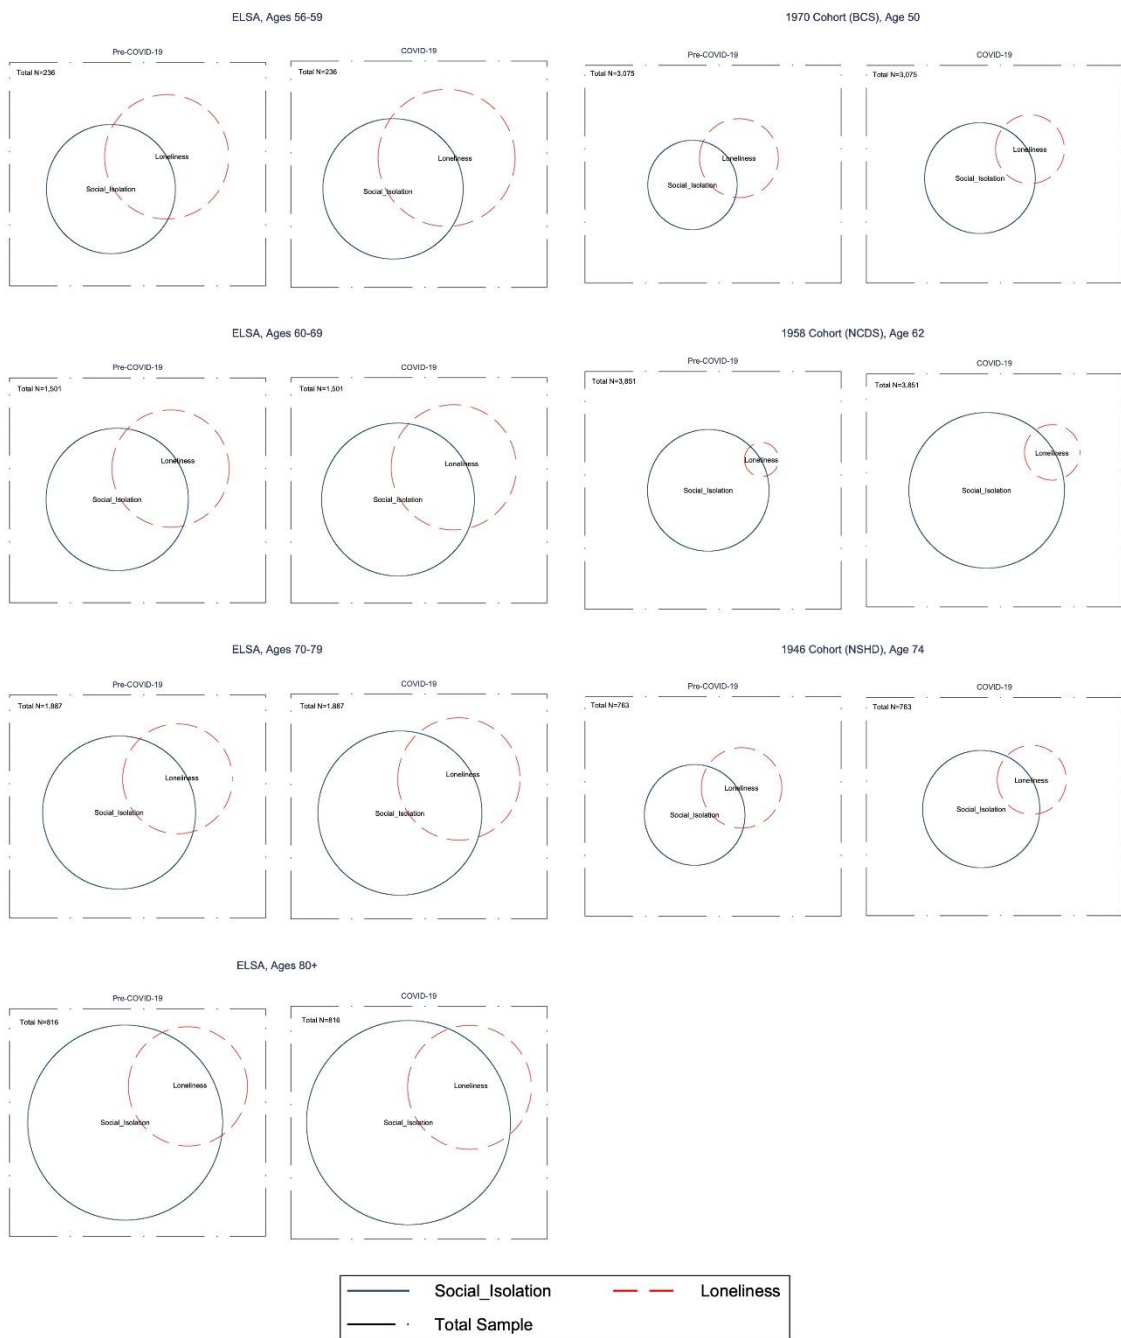 ELSA, Ages 56-59
Pre-COVID-19
Total N=236
Loneliness
Social_Isolation
COVID-19
Total N=236
Loneliness
Social_Isolation
1970 Cohort (BCS), Age 50
Pre-COVID-19
Total N=3,075
Loneliness
Social_Isolation
COVID-19
Total N=3,075
Loneliness
Social_Isolation
ELSA, Ages 60-69
Pre-COVID-19
Total N=1,501
Loneliness
Social_Isolation
COVID-19
Total N=1,501
Loneliness
Social_Isolation
1958 Cohort (NCDS), Age 62
Pre-COVID-19
Total N=3,851
Loneliness
Social_Isolation
COVID-19
Total N=3,851
Loneliness
Social_Isolation
ELSA, Ages 70-79
Pre-COVID-19
Total N=1,887
Loneliness
Social_Isolation
COVID-19
Total N=1,887
Loneliness
Social_Isolation
1946 Cohort (NSHD), Age 74
Pre-COVID-19
Total N=763
Loneliness
Social_Isolation
COVID-19
Total N=763
Loneliness
Social_Isolation
ELSA, Ages 80+
Pre-COVID-19
Total N=816
Loneliness
Social_Isolation
COVID-19
Total N=816
Loneliness
Social_Isolation
Social_Isolation
Loneliness
Total Sample